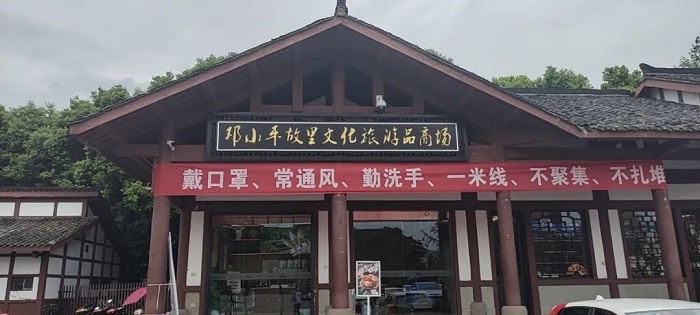 邓小平故里文化旅游品商场
戴口罩、常通风、勤洗手、一米线、不聚集、不扎堆